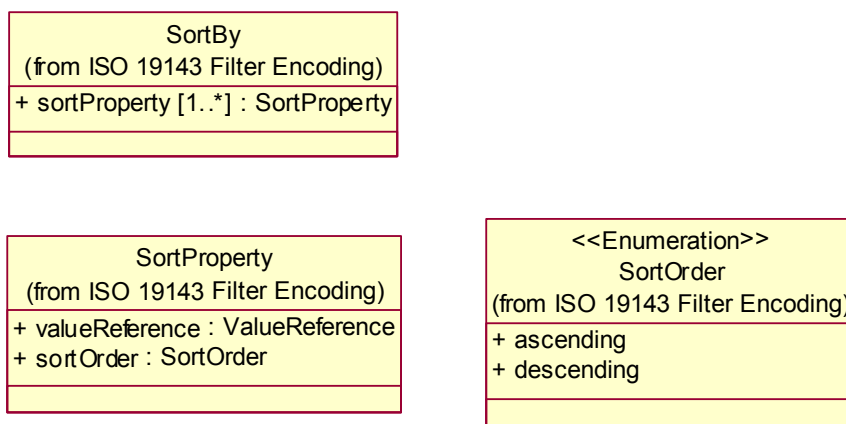 SortBy
(from ISO 19143 Filter Encoding)
+ sortProperty [1..*] : SortProperty
SortProperty
(from ISO 19143 Filter Encoding)
+ valueReference : ValueReference
+ sortOrder : SortOrder
<<Enumeration>>
SortOrder
(from ISO 19143 Filter Encoding)
+ ascending
+ descending